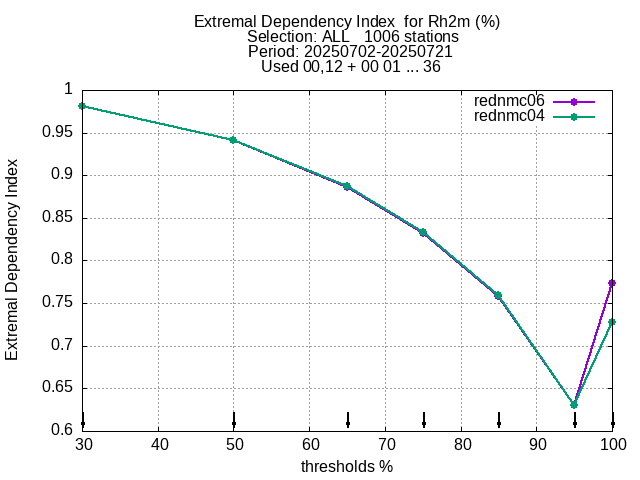 Extremal Dependency Index  for Rh2m (%)
Selection: ALL   1006 stations
Period: 20250702-20250721
Used 00,12 + 00 01 ... 36
rednmc06
rednmc04
Extremal Dependency Index
1
0.95
0.9
0.85
0.8
0.75
0.7
0.65
0.6
30 40 50 60 70 80 90 100
thresholds %